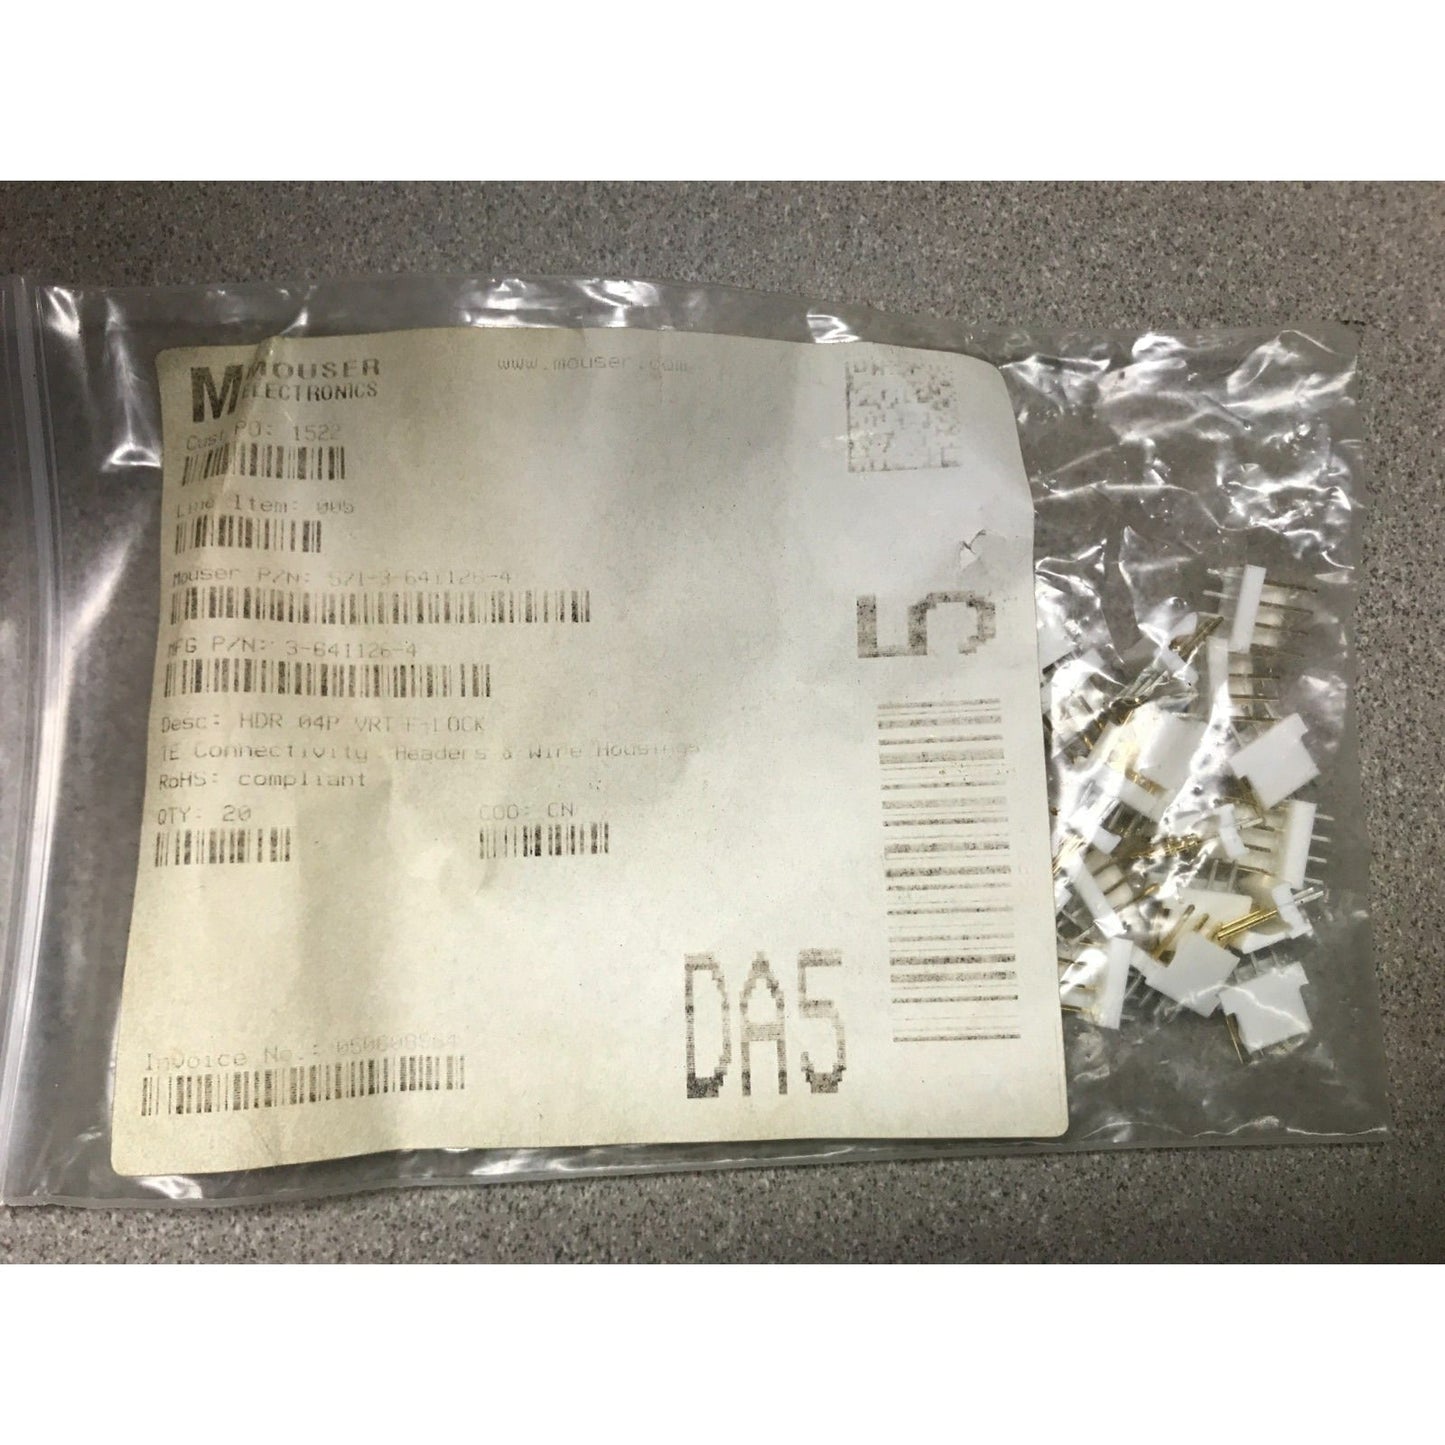 MOUSER
ELECTRONICS
www.mouser.com
Cust PO: 1522
Line Item: 005
Mouser P/N: 571-3-641126-4
MFG P/N: 3-641126-4
Desc: HDR 04P VRT F-LOCK
TE Connectivity Headers & Wire Housings
RoHS: compliant
QTY: 20
COO: CN
5
DA5
Invoice No.: